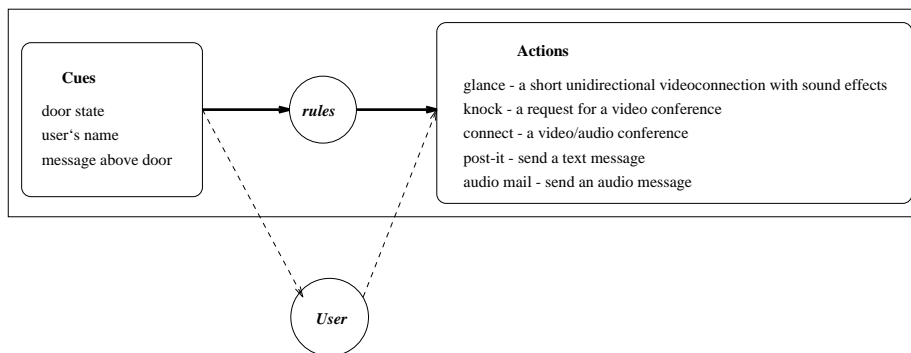 Cues
door state
user‘s name
message above door
rules
Actions
glance - a short unidirectional videoconnection with sound effects
knock - a request for a video conference
connect - a video/audio conference
post-it - send a text message
audio mail - send an audio message
User